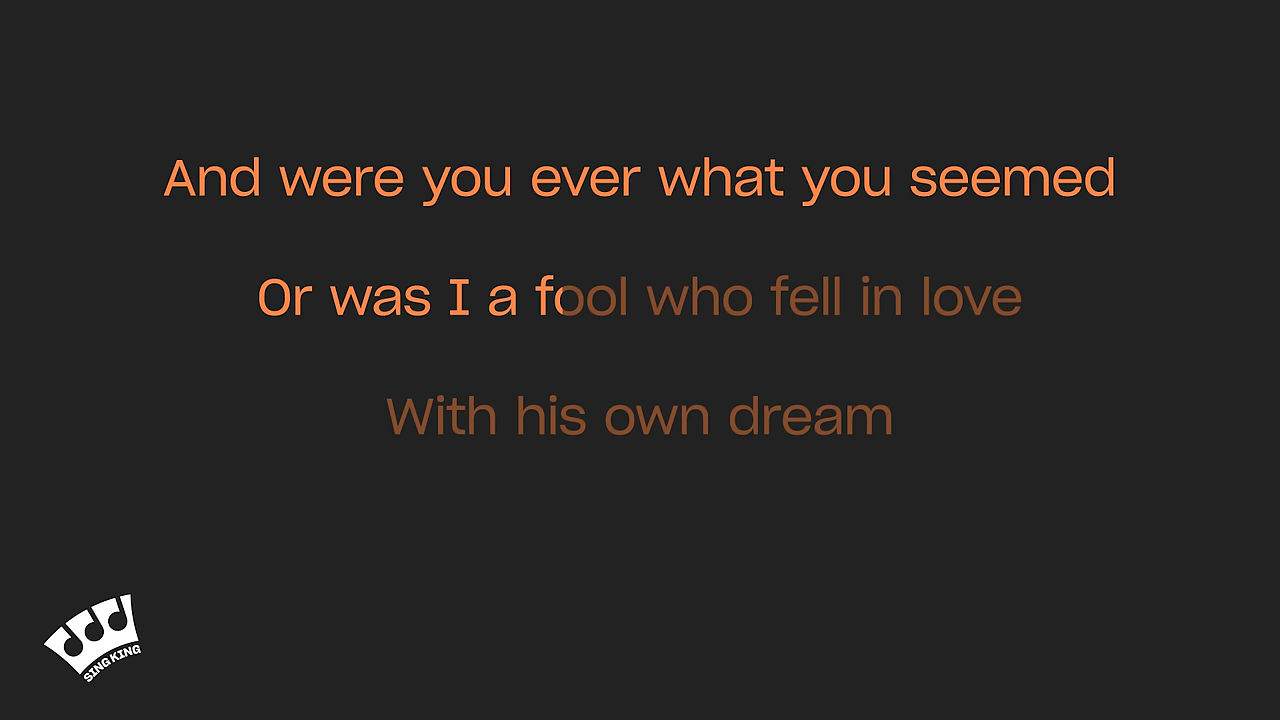 And were you ever what you seemed
Or was I a fool who fell in love
With his own dream
SING KING